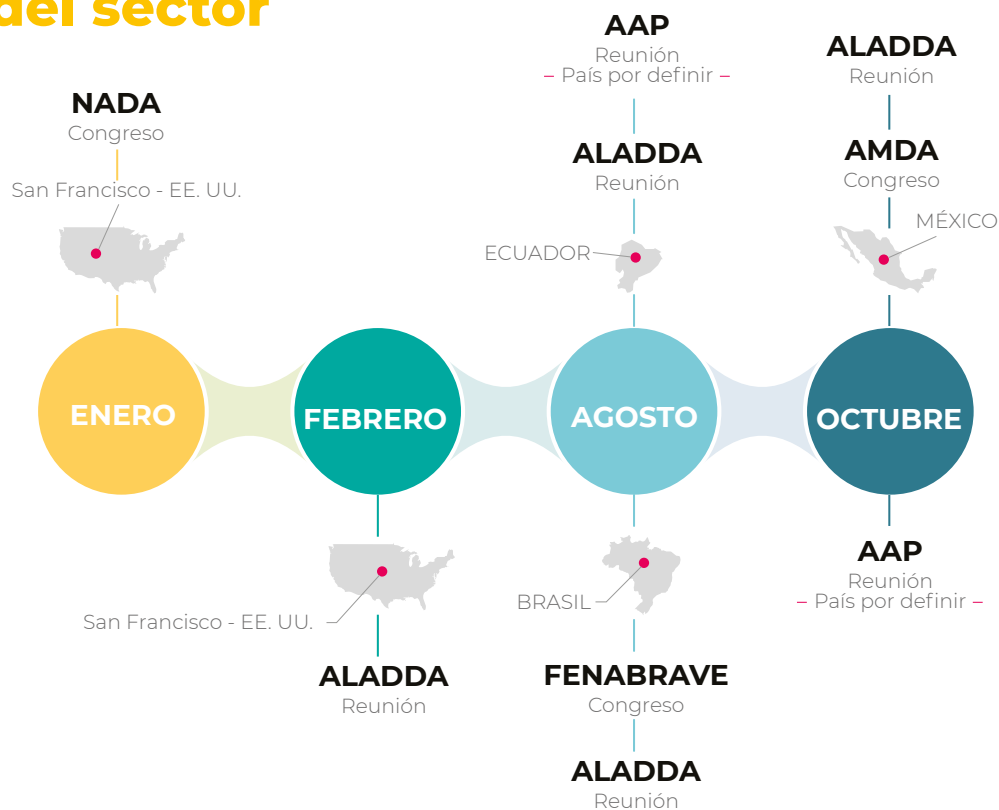 del sector
NADA
Congreso
San Francisco - EE. UU.
ENERO
FEBRERO
San Francisco - EE. UU.
ALADDA
Reunión
AAP
Reunión
– País por definir –
ALADDA
Reunión
ECUADOR
AGOSTO
BRASIL
FENABRAVE
Congreso
ALADDA
Reunión
ALADDA
Reunión
AMDA
Congreso
MÉXICO
OCTUBRE
AAP
Reunión
– País por definir –